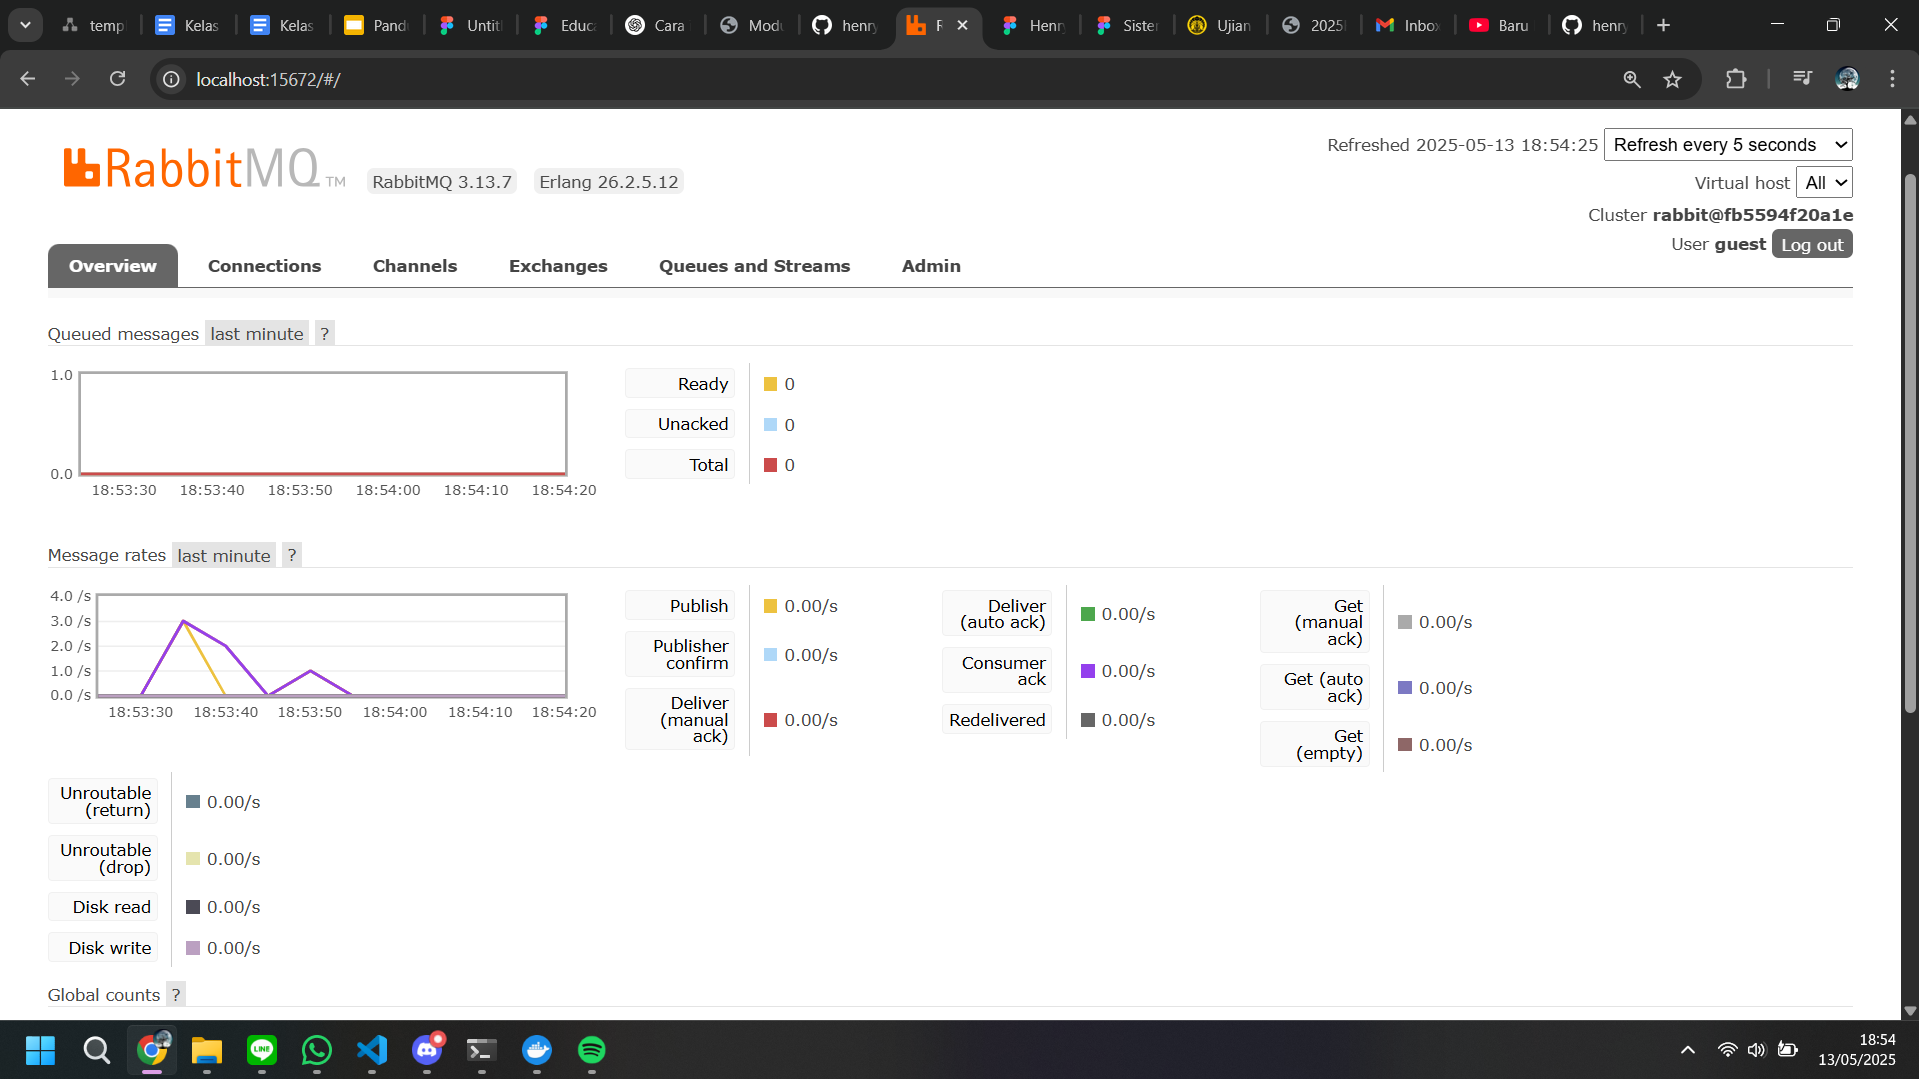 temp
Kelas
Kelas
Pand
Untit
Educa
Cara
Modu
henry
R
Henr
Sister
Ujian
2025
Inbox
Baru
henry
localhost:15672/#/
RabbitMQ TM
RabbitMQ 3.13.7
Erlang 26.2.5.12
Refreshed 2025-05-13 18:54:25
Refresh every 5 seconds
Virtual host All
Cluster rabbit@fb5594f20a1e
User guest Log out
Overview
Connections
Channels
Exchanges
Queues and Streams
Admin
Queued messages last minute ?
1.0
0.0
18:53:30 18:53:40 18:53:50 18:54:00 18:54:10 18:54:20
Ready 0
Unacked 0
Total 0
Message rates last minute ?
4.0 /s
3.0 /s
2.0 /s
1.0 /s
0.0 /s
18:53:30 18:53:40 18:53:50 18:54:00 18:54:10 18:54:20
Publish 0.00/s
Publisher
confirm 0.00/s
Deliver
(manual
ack) 0.00/s
Deliver
(auto ack) 0.00/s
Consumer
ack 0.00/s
Redelivered 0.00/s
Get
(manual
ack) 0.00/s
Get (auto
ack) 0.00/s
Get
(empty) 0.00/s
Unroutable
(return) 0.00/s
Unroutable
(drop) 0.00/s
Disk read 0.00/s
Disk write 0.00/s
Global counts ?
LINE
18:54
13/05/2025